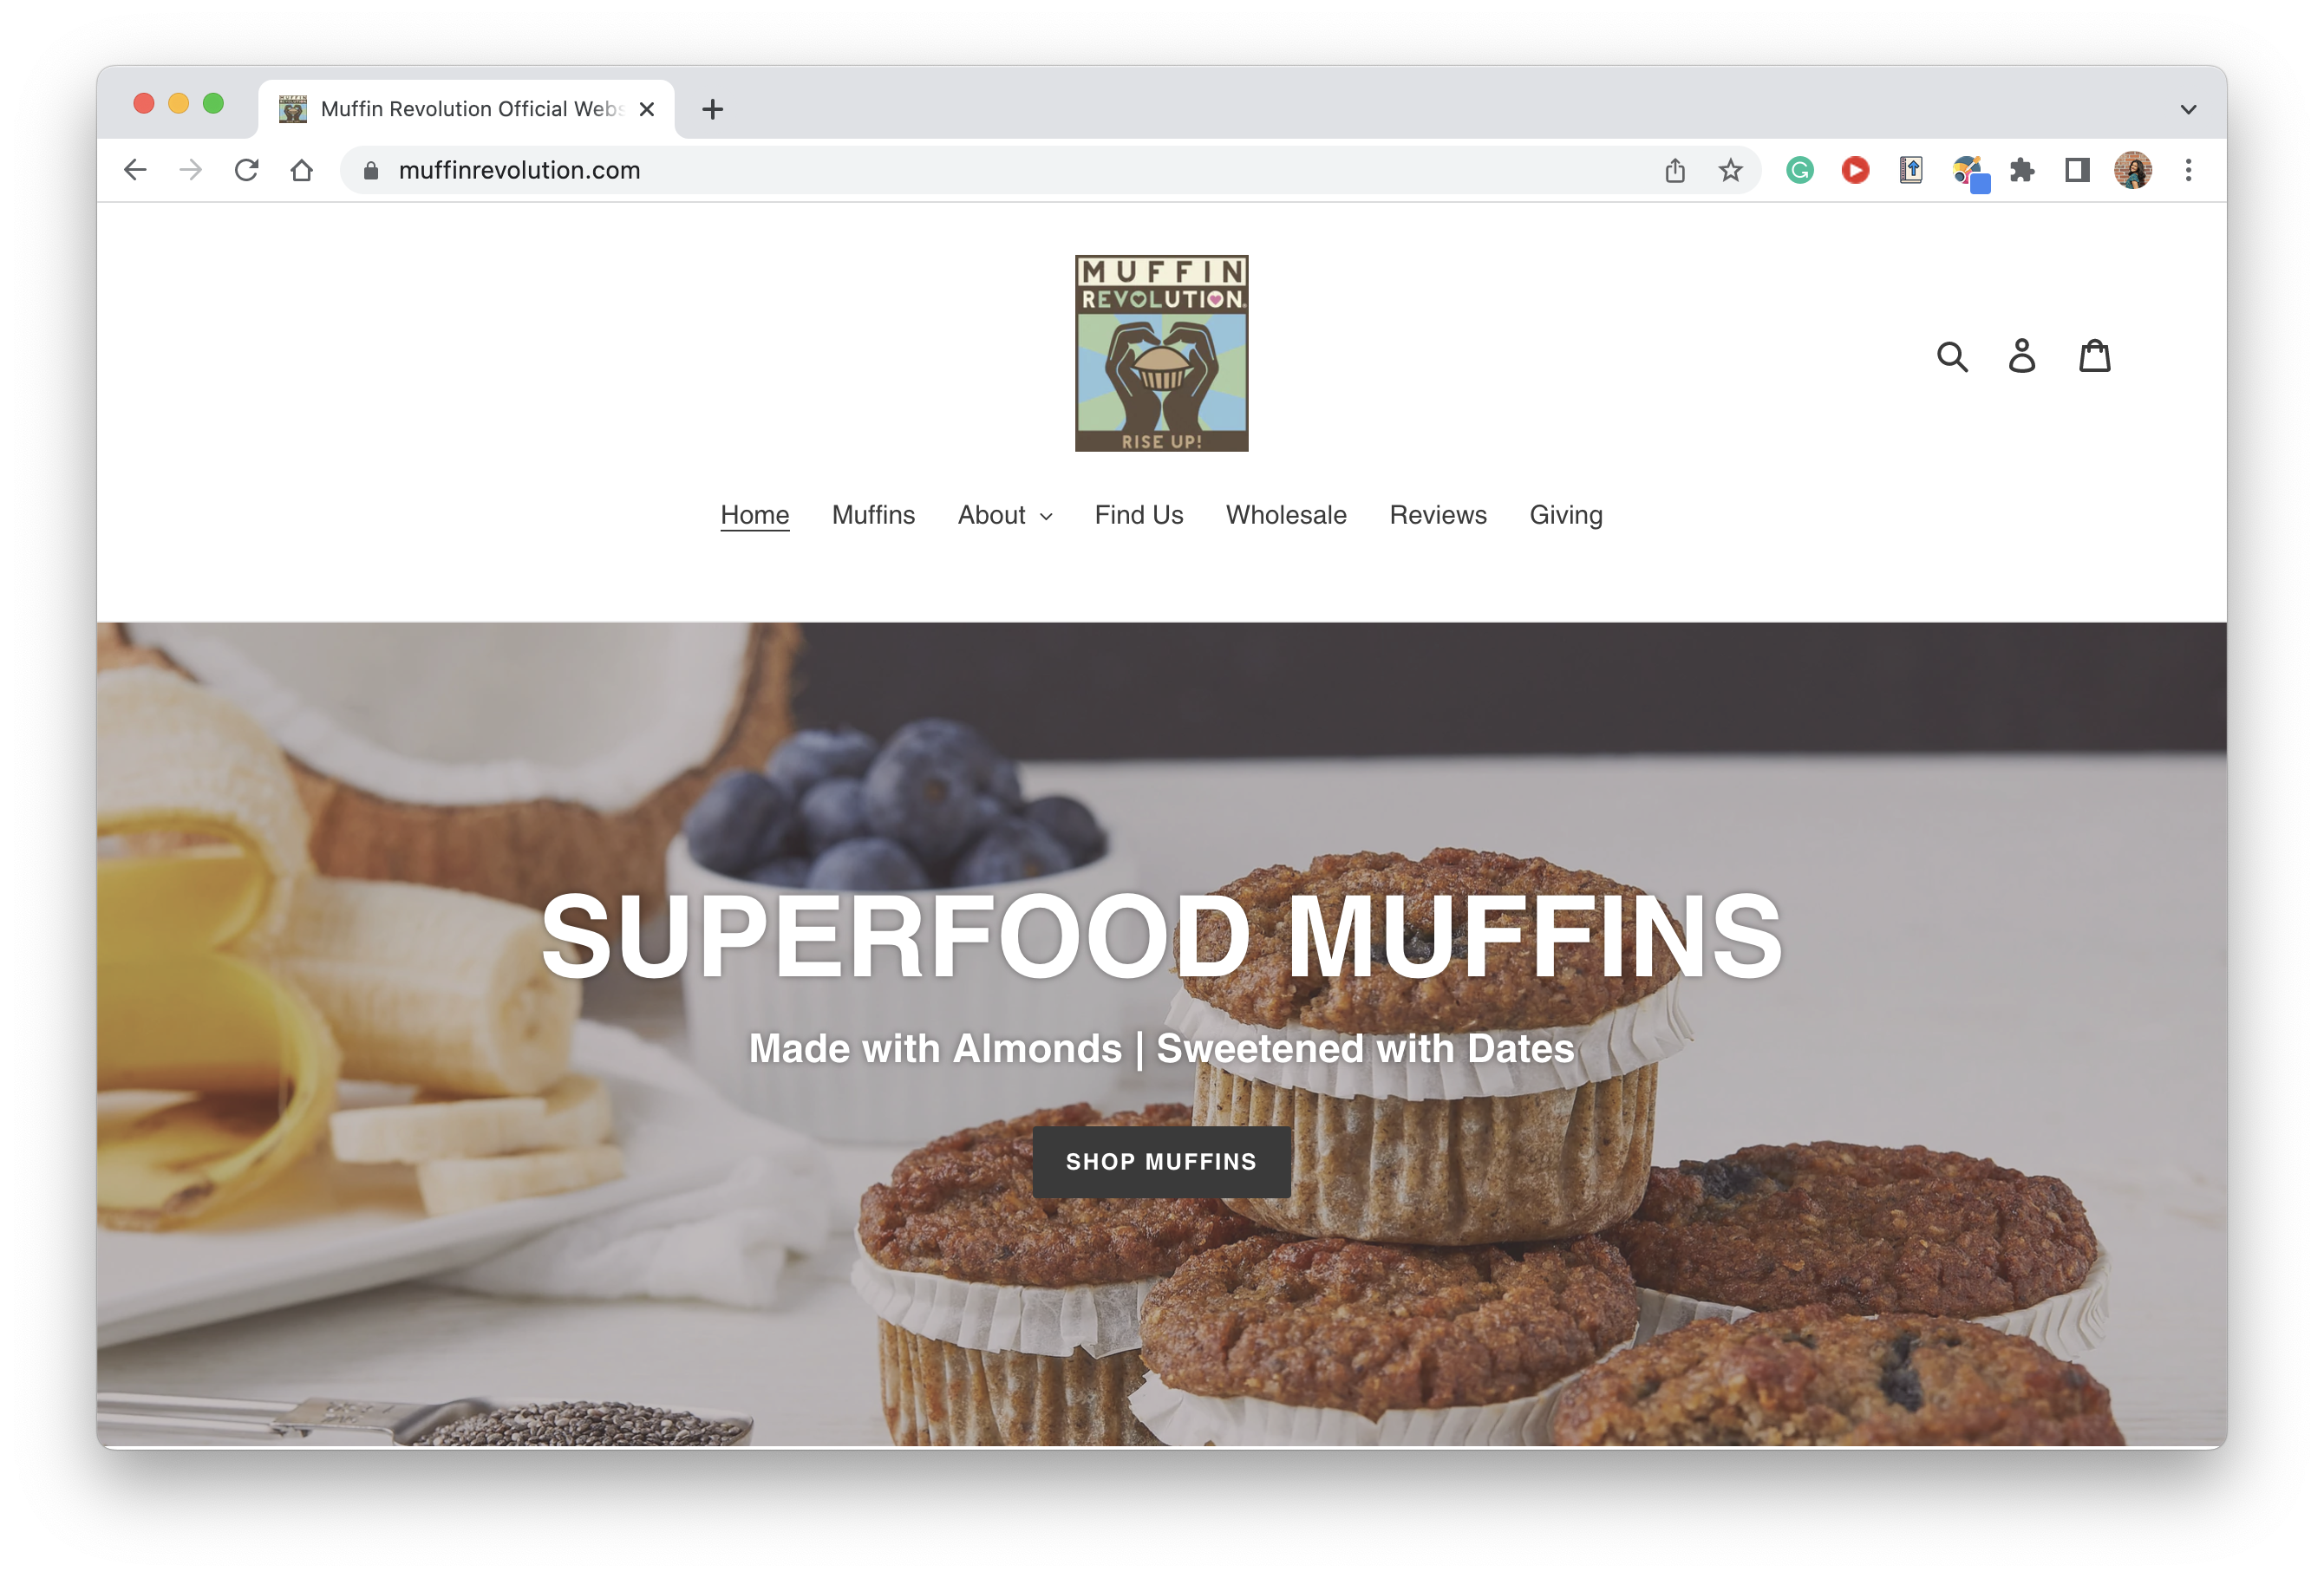 Muffin Revolution Official Webs
muffinrevolution.com
MUFFIN
REVOLUTION.
RISE UP!
Home Muffins About Find Us Wholesale Reviews Giving
SUPERFOOD MUFFINS
Made with Almonds | Sweetened with Dates
SHOP MUFFINS